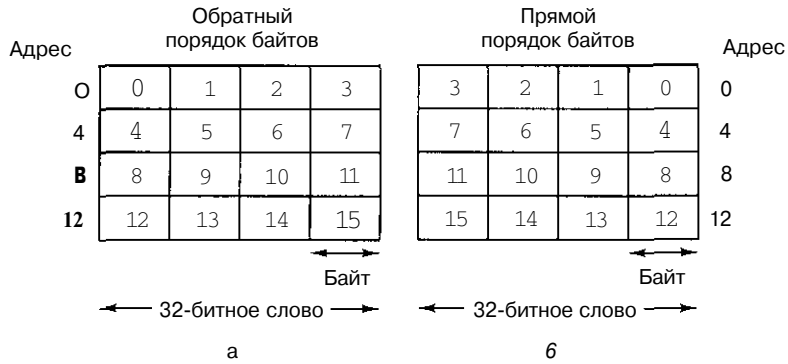 Обратный
порядок байтов
Прямой
порядок байтов
Адрес
Адрес
О 0 1 2 3
3 2 1 0 0
4 4 5 6 7
7 6 5 4 4
В 8 9 10 11
11 10 9 8 8
12 12 13 14 15
15 14 13 12 12
Байт
Байт
32-битное слово
32-битное слово
а
б